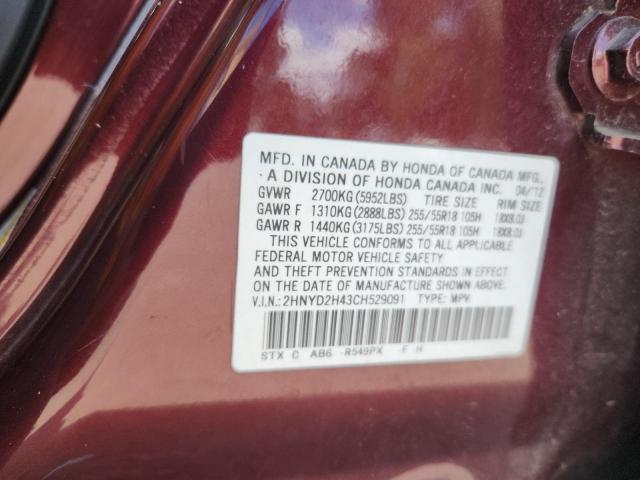 MFD. IN CANADA BY HONDA OF CANADA MFG.,
A DIVISION OF HONDA CANADA INC. 04/12
GVWR 2700KG(5952LBS) TIRE SIZE RIM SIZE
GAWR F 1310KG(2888LBS) 255/55R18 105H 18X8.0J
GAWR R 1440KG(3175LBS) 255/55R18 105H 18X8.0J
THIS VEHICLE CONFORMS TO ALL APPLICABLE
FEDERAL MOTOR VEHICLE SAFETY
AND THEFT PREVENTION STANDARDS IN EFFECT
ON THE DATE OF MANUFACTURE SHOWN ABOVE.
V.I.N.: 2HNYD2H43CH529091 TYPE: MPV
STX C AB6 -R549PX -F-H